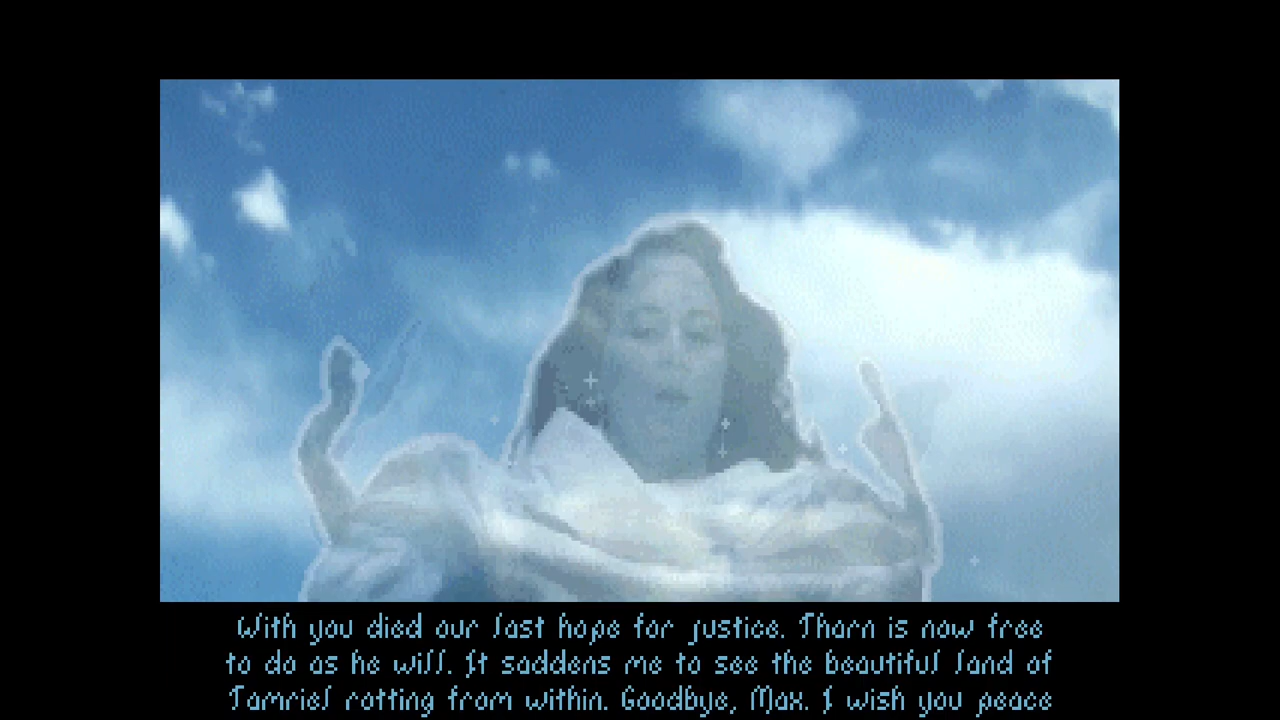 With you died our last hope for justice. Tharn is now free
to do as he will. It saddens me to see the beautiful land of
Tamriel rotting from within. Goodbye, Max. I wish you peace